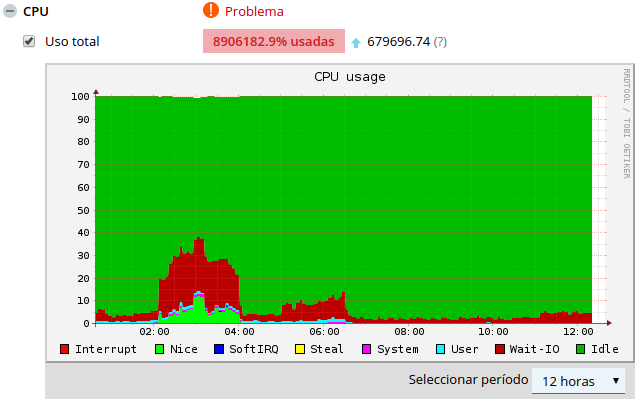 CPU
! Problema
Uso total
8906182.9% usadas
679696.74 (?)
CPU usage
RRDTOOL / TOBI OETIKER
100
90
80
70
60
50
40
30
20
10
0
02:00 04:00 06:00 08:00 10:00 12:00
Interrupt Nice SoftIRQ Steal System User Wait-IO Idle
Seleccionar período 12 horas